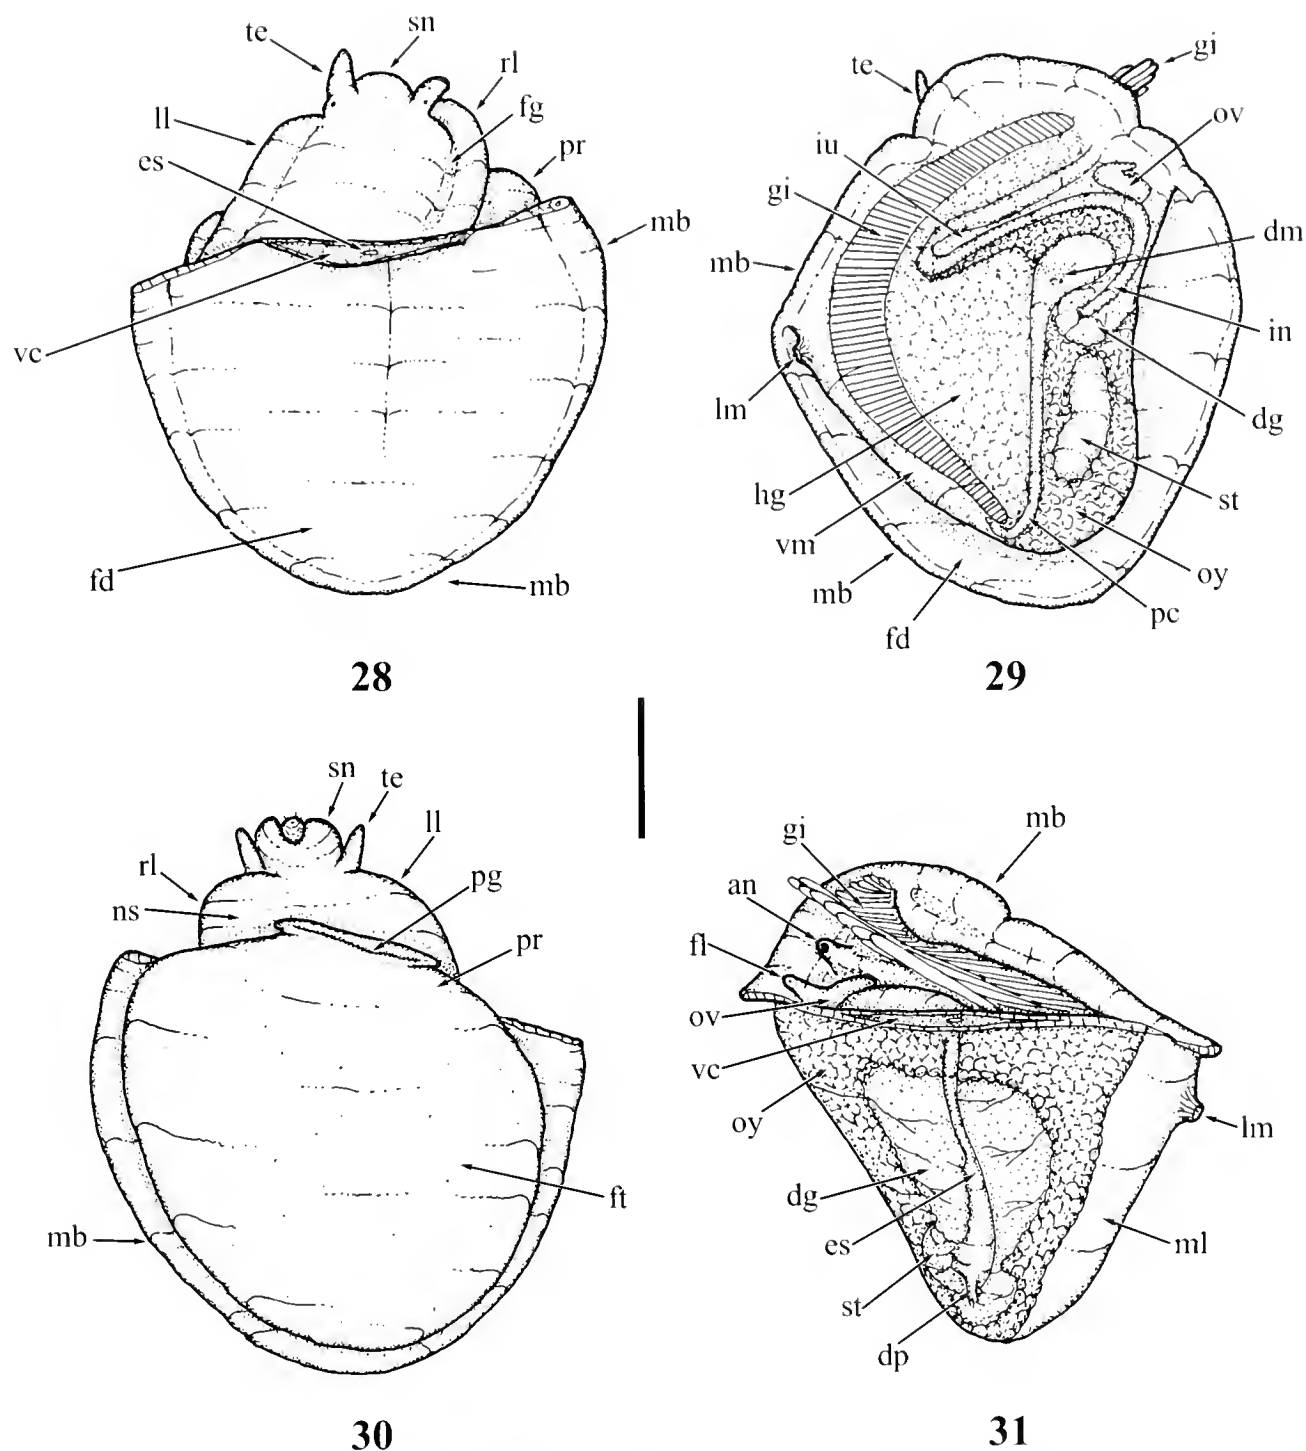 sn
te
rl
fg
ll
es
pr
mb
vc
fd
mb
28
te
gi
ov
iu
gi
dm
mb
in
lm
dg
hg
st
vm
oy
mb
pc
fd
29
sn
te
ll
rl
pg
ns
pr
ft
mb
30
mb
gi
an
fl
ov
vc
oy
lm
dg
es
ml
st
dp
31